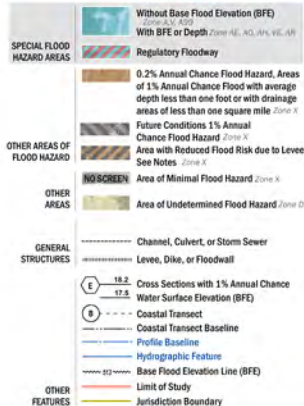 Without Base Flood Elevation (BFE)
Zone A,V, A99
With BFE or Depth Zone AE, AO, AH, VE, AR
SPECIAL FLOOD
HAZARD AREAS
Regulatory Floodway
0.2% Annual Chance Flood Hazard, Areas
of 1% Annual Chance Flood with average
depth less than one foot or with drainage
areas of less than one square mile Zone X
Future Conditions 1% Annual
Chance Flood Hazard Zone X
OTHER AREAS OF
FLOOD HAZARD
Area with Reduced Flood Risk due to Levee
See Notes Zone X
NO SCREEN Area of Minimal Flood Hazard Zone X
OTHER
AREAS
Area of Undetermined Flood Hazard Zone D
GENERAL
STRUCTURES
Channel, Culvert, or Storm Sewer
Levee, Dike, or Floodwall
E 18.2 Cross Sections with 1% Annual Chance
17.5 Water Surface Elevation (BFE)
8 Coastal Transect
Coastal Transect Baseline
Profile Baseline
Hydrographic Feature
513 Base Flood Elevation Line (BFE)
OTHER
FEATURES
Limit of Study
Jurisdiction Boundary